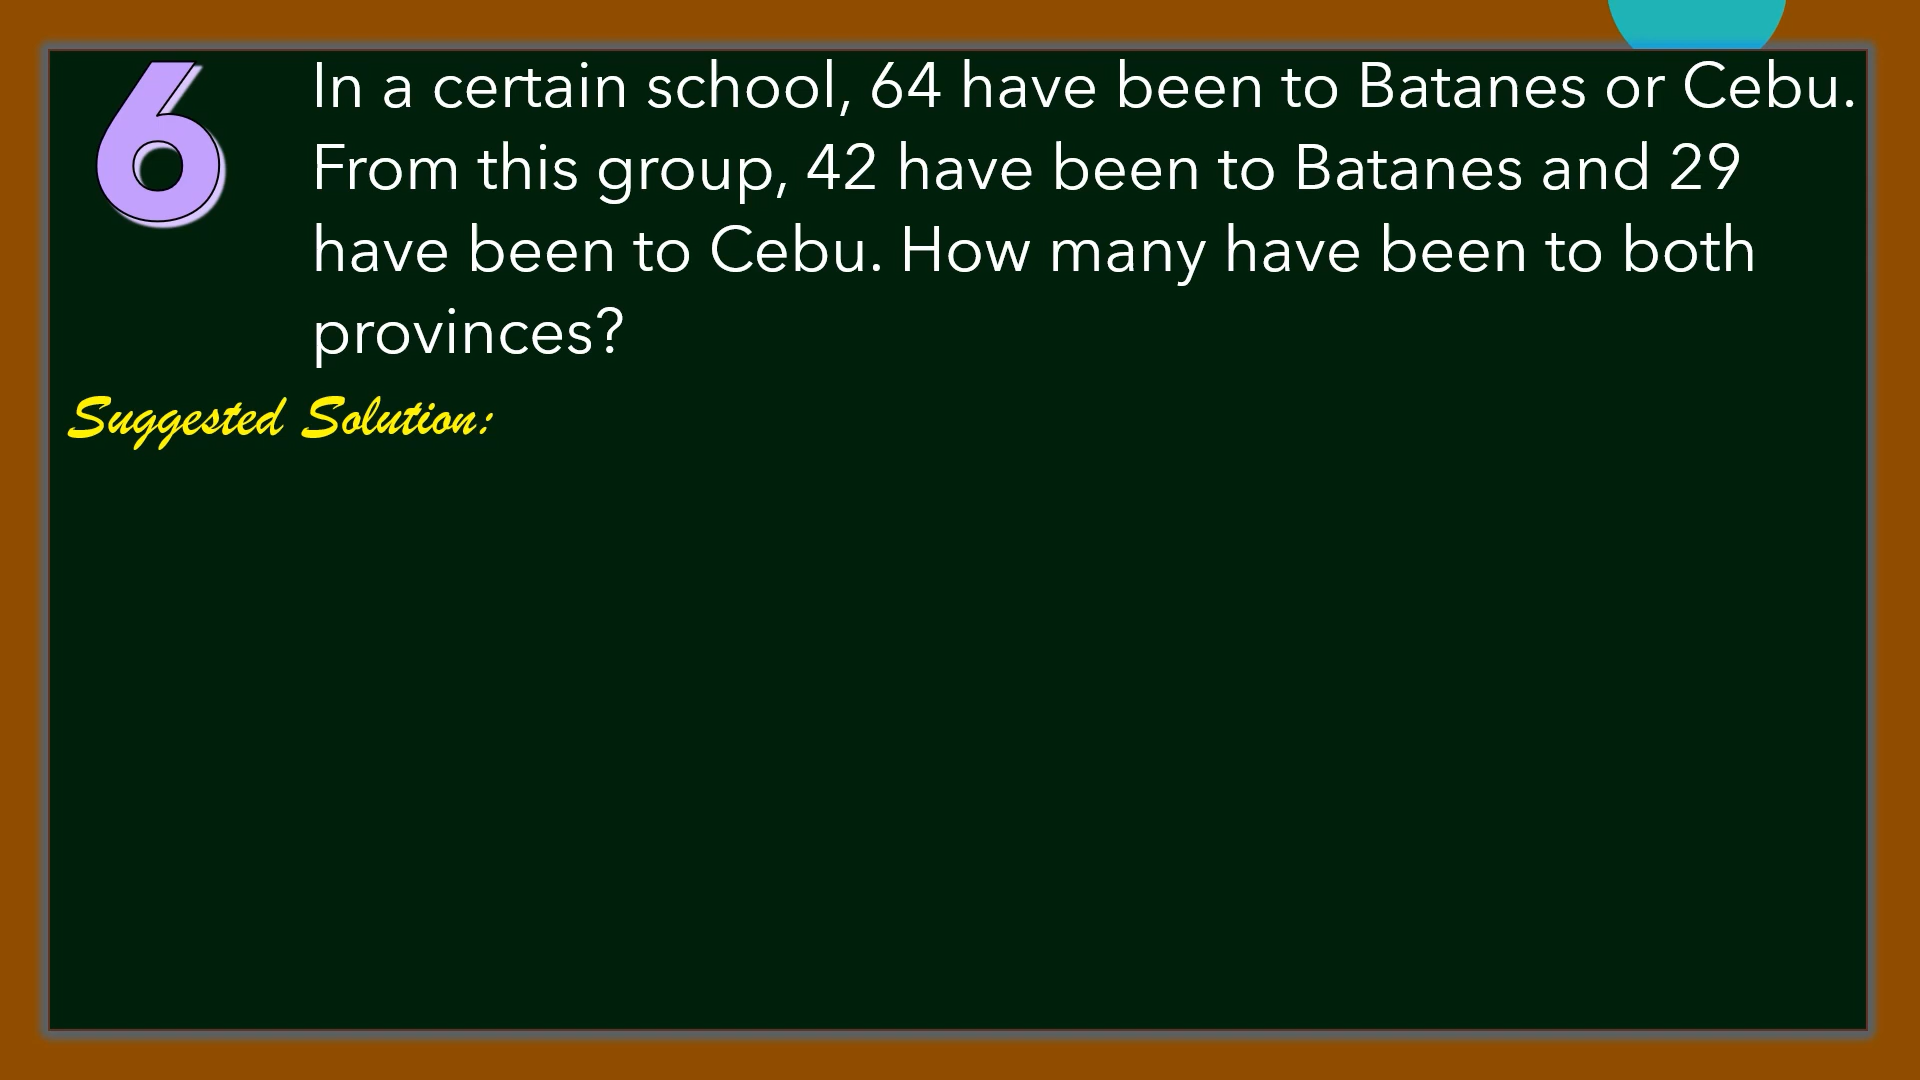 6
In a certain school, 64 have been to Batanes or Cebu.
From this group, 42 have been to Batanes and 29
have been to Cebu. How many have been to both
provinces?
Suggested Solution: